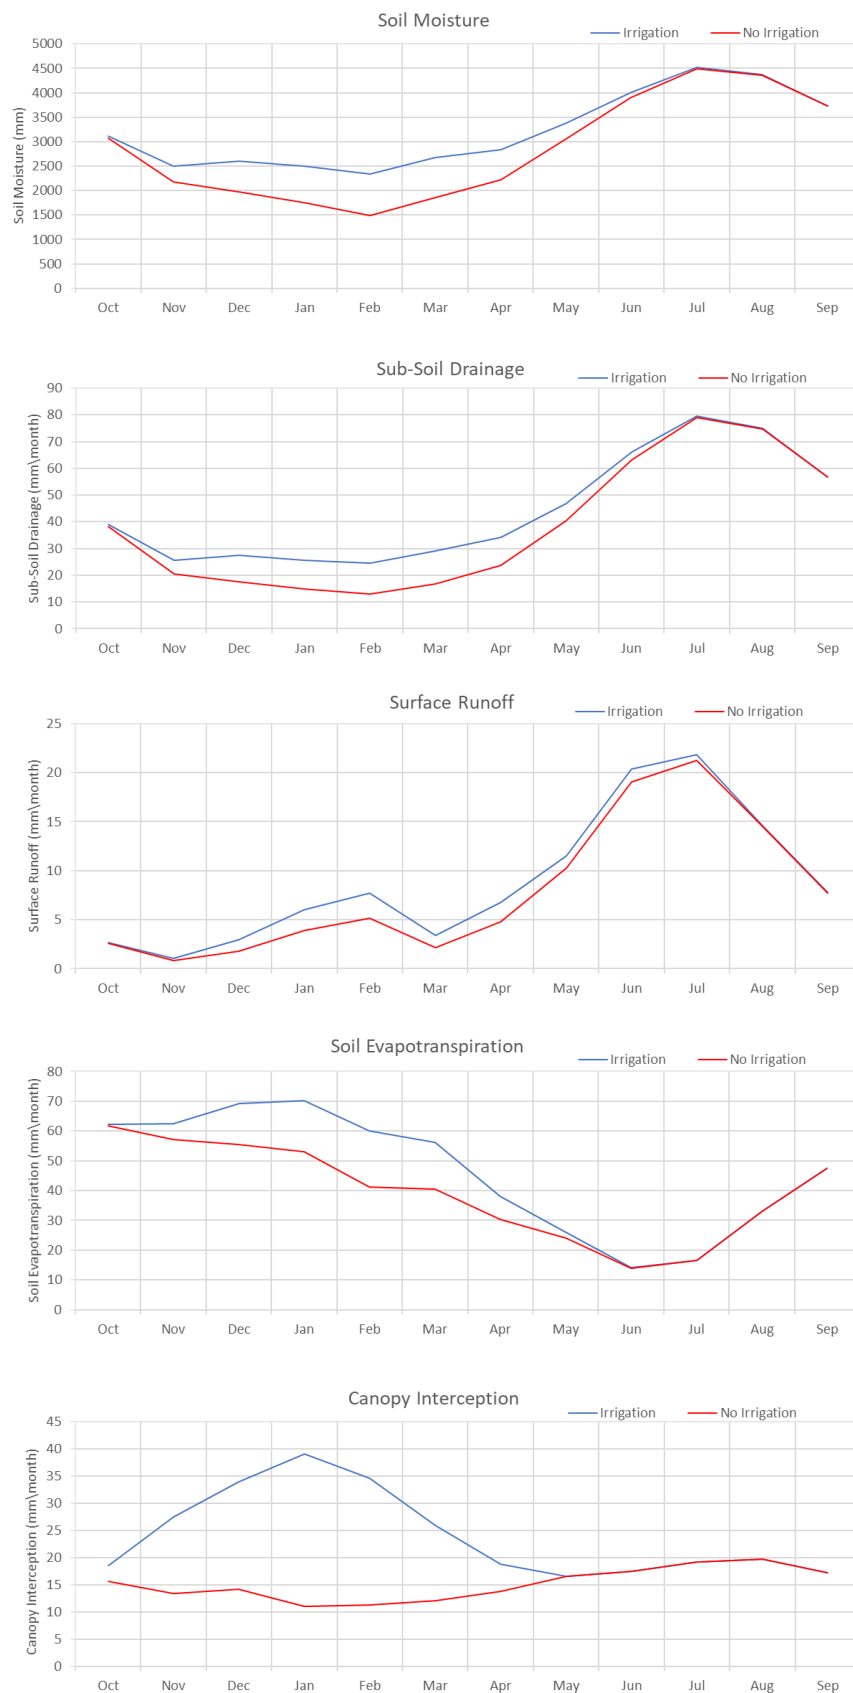 Soil Moisture
Irrigation No Irrigation
Soil Moisture (mm)
5000
4500
4000
3500
3000
2500
2000
1500
1000
500
0
Oct Nov Dec Jan Feb Mar Apr May Jun Jul Aug Sep
Sub-Soil Drainage
Irrigation No Irrigation
Sub-Soil Drainage (mm\month)
90
80
70
60
50
40
30
20
10
0
Oct Nov Dec Jan Feb Mar Apr May Jun Jul Aug Sep
Surface Runoff
Irrigation No Irrigation
Surface Runoff (mm\month)
25
20
15
10
5
0
Oct Nov Dec Jan Feb Mar Apr May Jun Jul Aug Sep
Soil Evapotranspiration
Irrigation No Irrigation
Soil Evapotranspiration (mm\month)
80
70
60
50
40
30
20
10
0
Oct Nov Dec Jan Feb Mar Apr May Jun Jul Aug Sep
Canopy Interception
Irrigation No Irrigation
Canopy Interception (mm\month)
45
40
35
30
25
20
15
10
5
0
Oct Nov Dec Jan Feb Mar Apr May Jun Jul Aug Sep